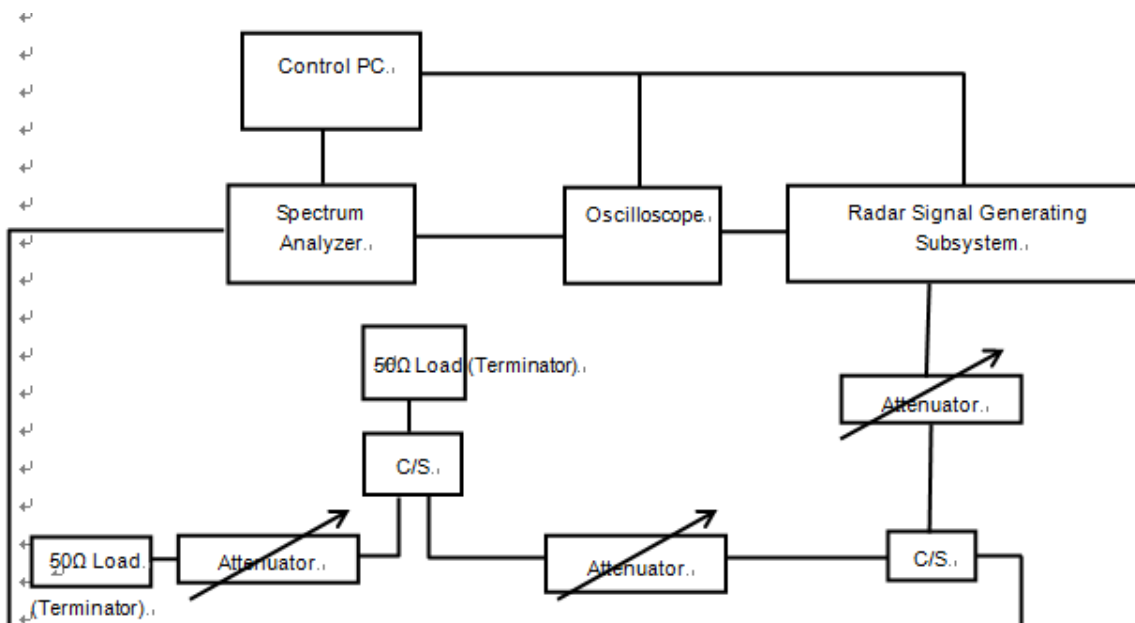 Control PC.
Spectrum
Analyzer.
Oscilloscope.
Radar Signal Generating
Subsystem.
50Ω Load (Terminator).
Attenuator.
C/S.
50Ω Load.
(Terminator).
Attenuator.
Attenuator.
C/S.